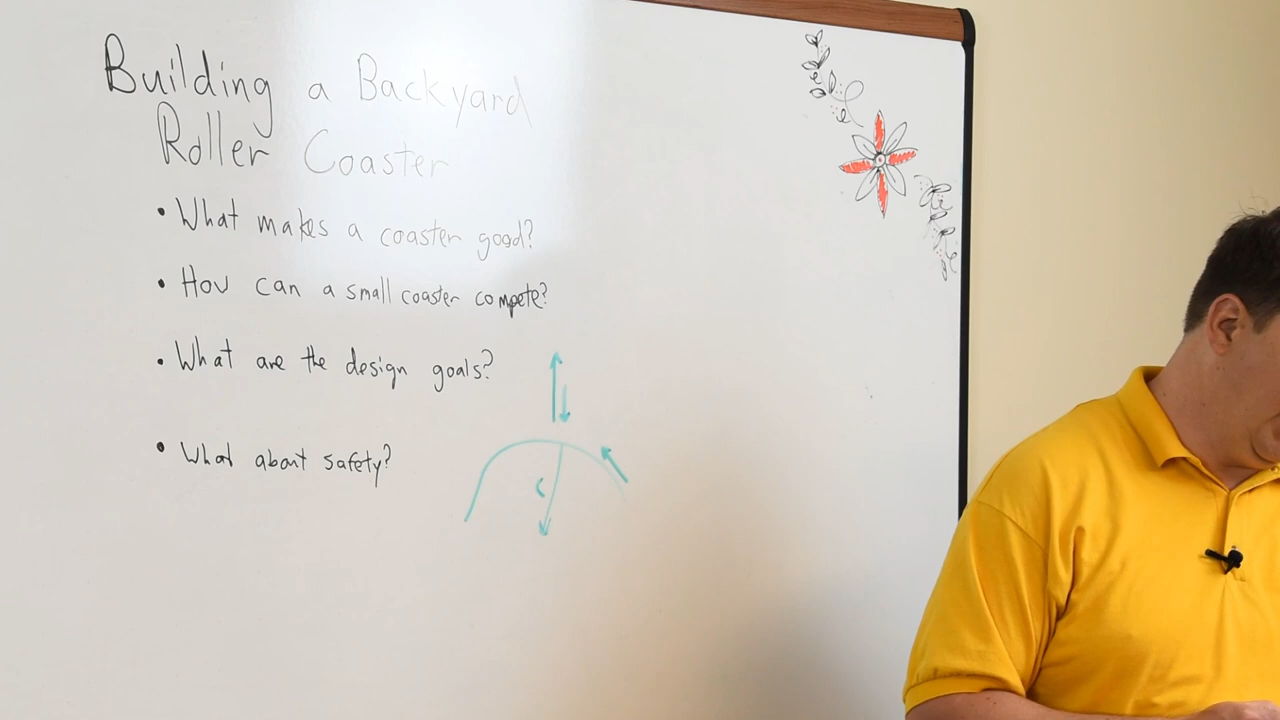 Building a Backyard
Roller Coaster
• What makes a coaster good?
• How can a small coaster compete?
• What are the design goals?
• What about safety?
r